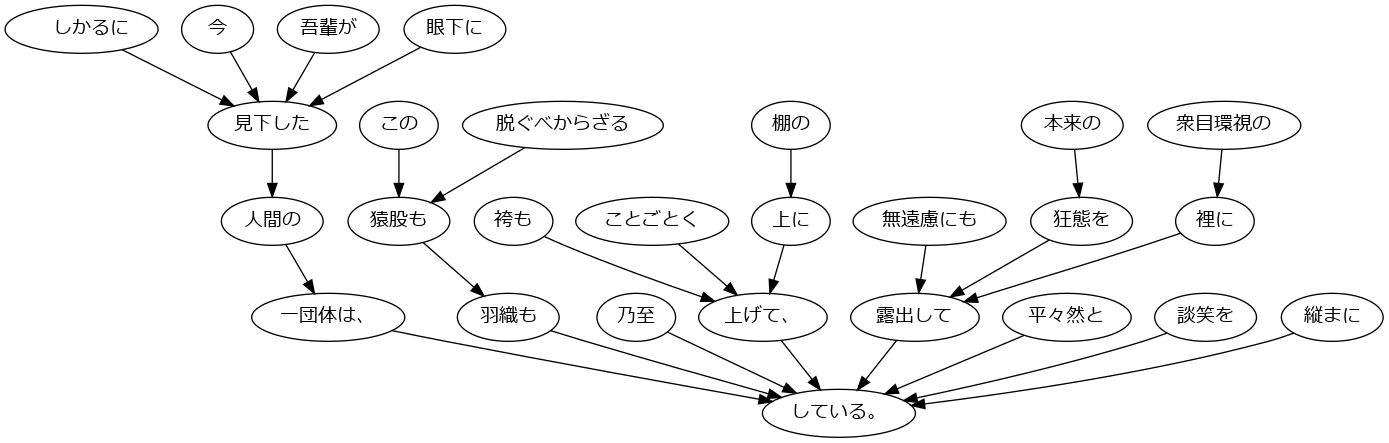 しかるに
今
吾輩が
眼下に
見下した
この
脱ぐべからざる
棚の
本来の
衆目環視の
人間の
猿股も
袴も
ことごとく
上に
無遠慮にも
狂態を
裡に
一団体は、
羽織も
乃至
上げて、
露出して
平々然と
談笑を
縦まに
している。